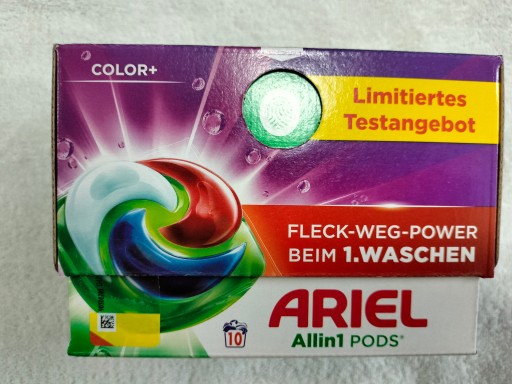 COLOR+
Limitiertes
Testangebot
FLECK-WEG-POWER
BEIM 1.WASCHEN
ARIEL
10
Allin1 PODS®